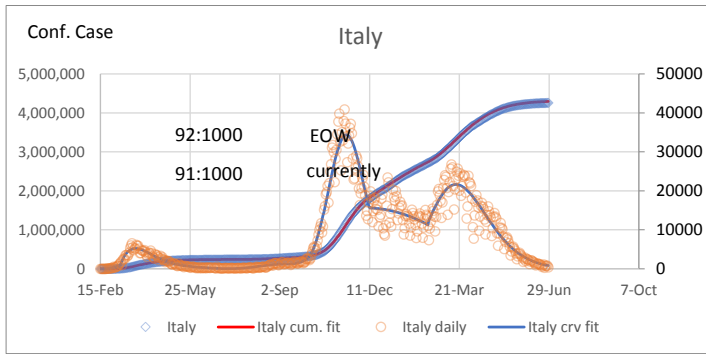 Conf. Case
Italy
5,000,000
50000
4,000,000
40000
92:1000
EOW
3,000,000
30000
91:1000
currently
2,000,000
20000
1,000,000
10000
0
0
15-Feb
25-May
2-Sep
11-Dec
21-Mar
29-Jun
7-Oct
Italy
Italy cum. fit
Italy daily
Italy crv fit